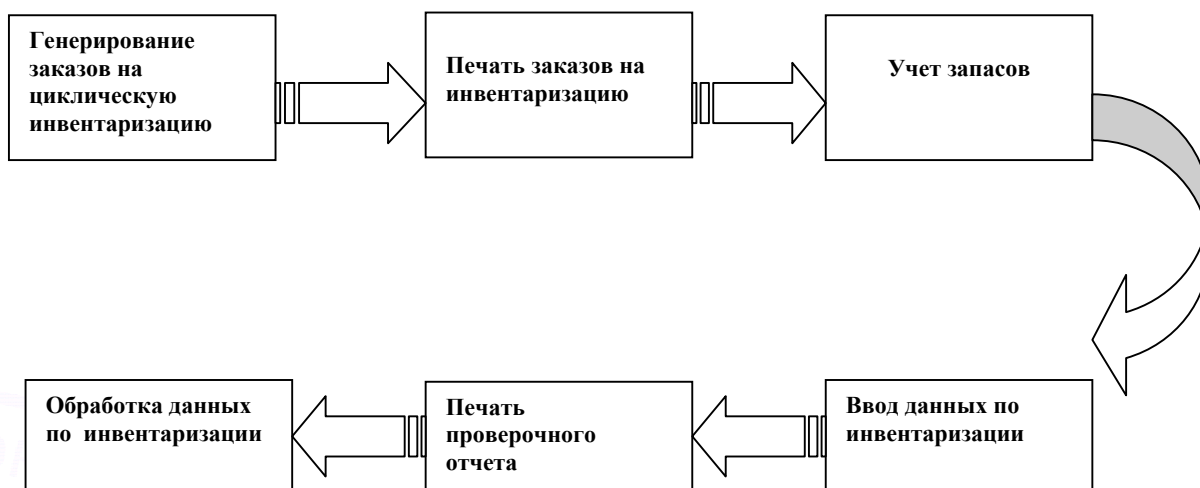 Генерирование
заказов на
циклическую
инвентаризацию
Печать заказов на
инвентаризацию
Учет запасов
Обработка данных
по инвентаризации
Печать
проверочного
отчета
Ввод данных по
инвентаризации